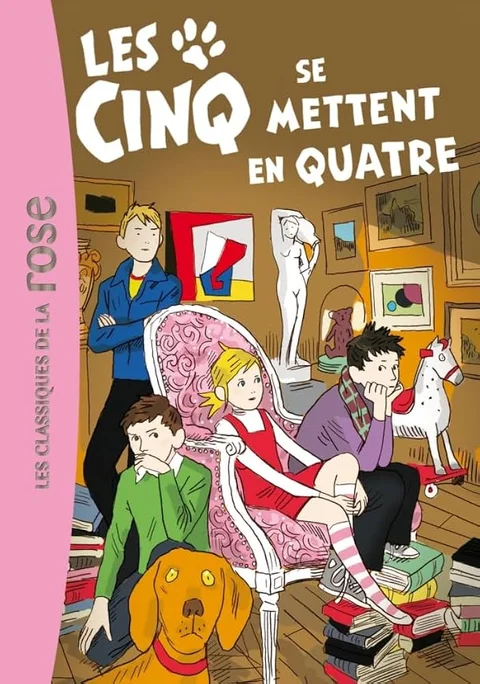 LES
CINQ
SE
METTENT
EN QUATRE
LES CLASSIQUES DE LA rose